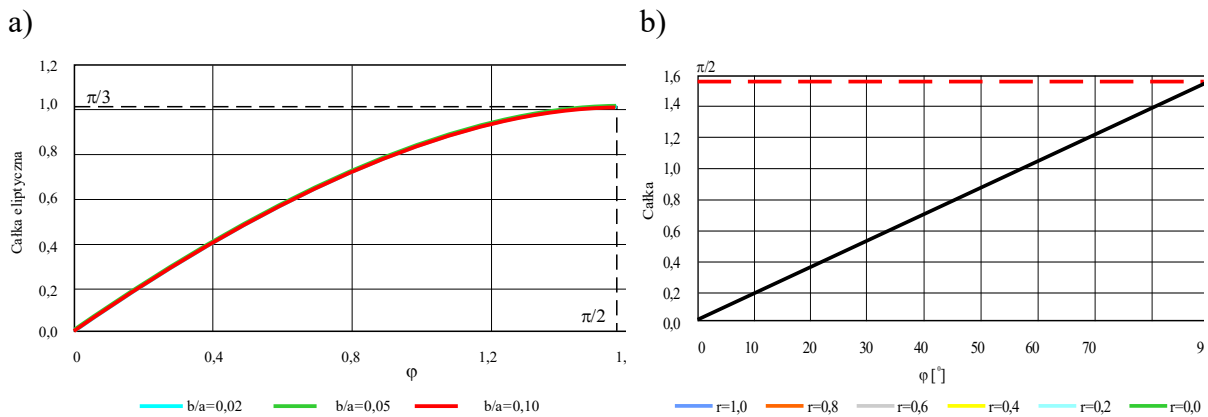 a)
Całka eliptyczna
1,2
1,0
0,8
0,6
0,4
0,2
0,0
π/3
π/2
0 0,4 0,8 1,2 1,
φ
b/a=0,02 b/a=0,05 b/a=0,10
b)
Całka
π/2
1,6
1,4
1,2
1,0
0,8
0,6
0,4
0,2
0,0
0 10 20 30 40 50 60 70 9
φ [°]
r=1,0 r=0,8 r=0,6 r=0,4 r=0,2 r=0,0